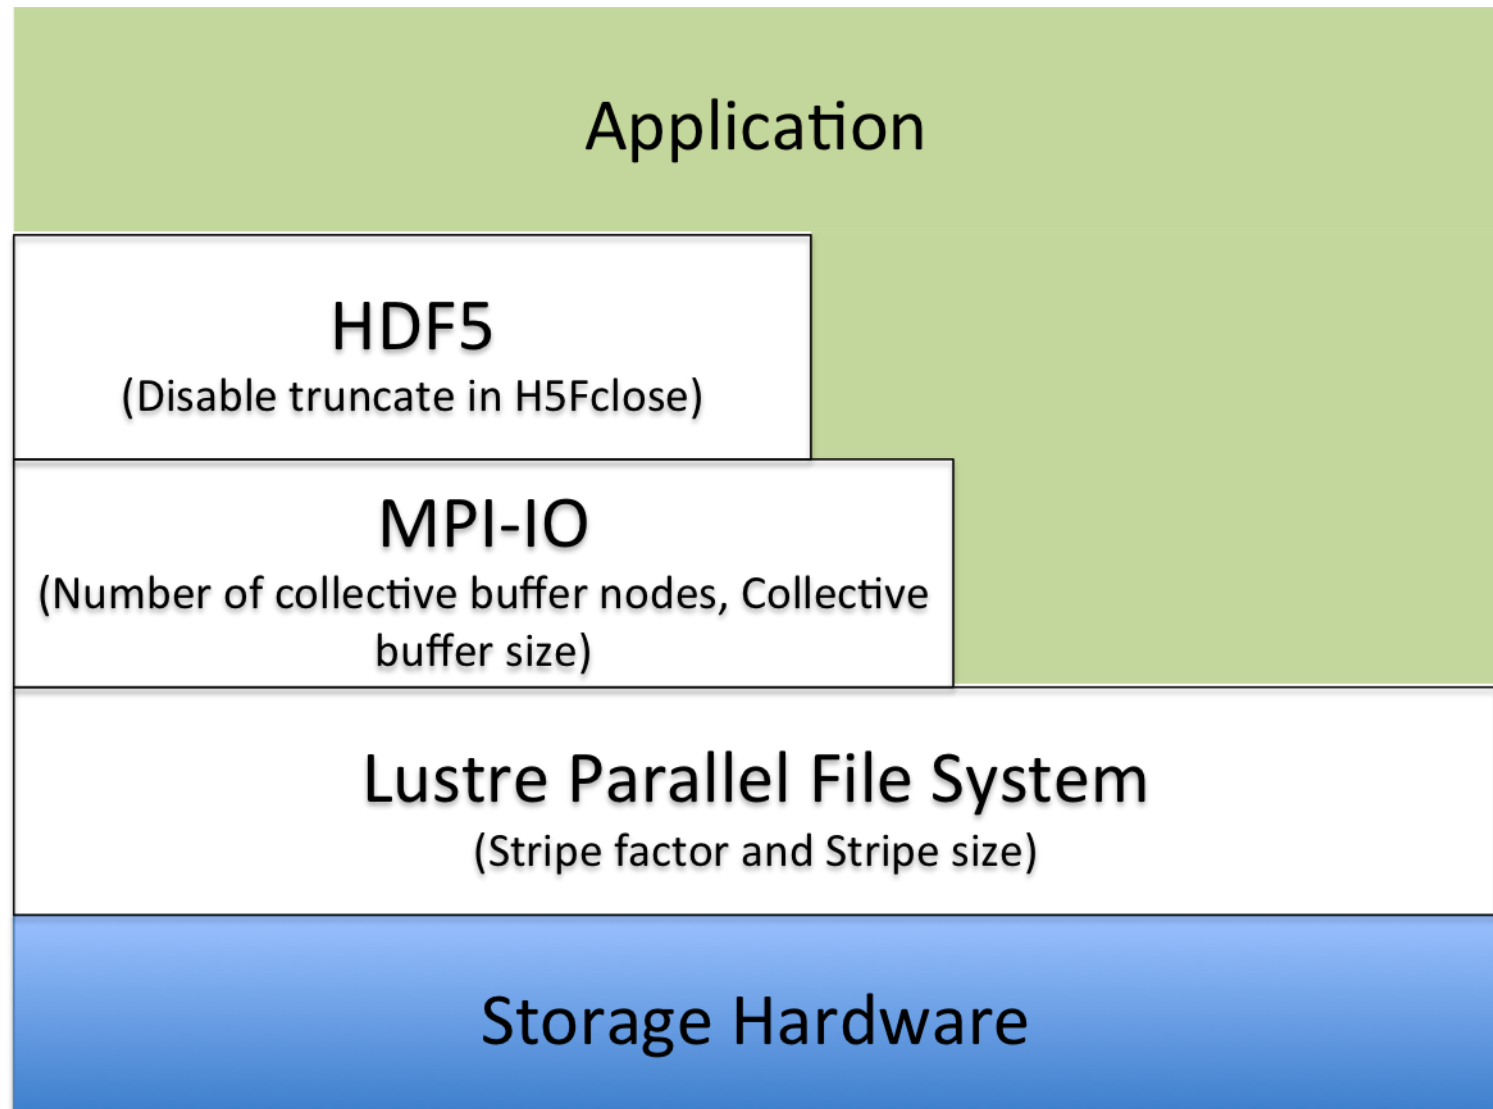 Application
HDF5
(Disable truncate in H5Fclose)
MPI-IO
(Number of collective buffer nodes, Collective
buffer size)
Lustre Parallel File System
(Stripe factor and Stripe size)
Storage Hardware